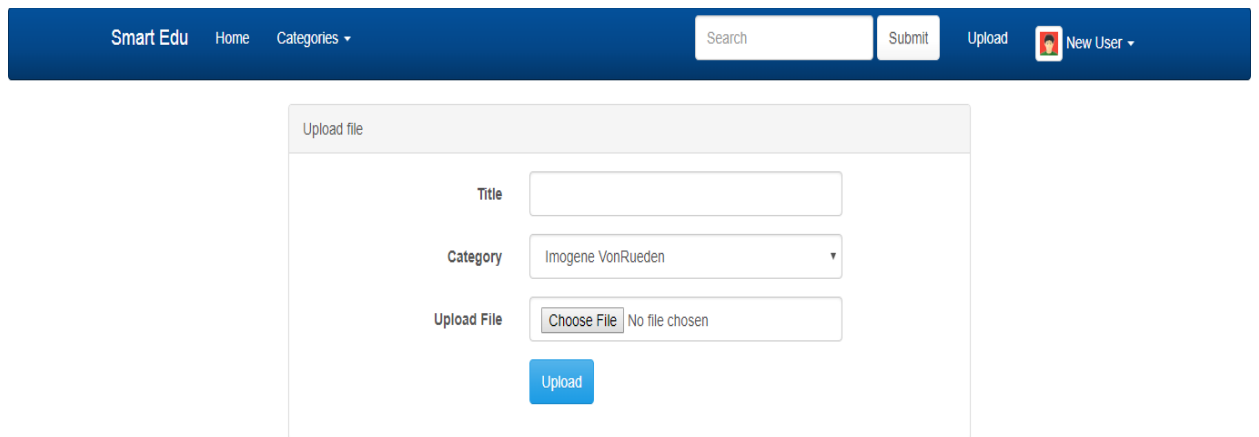 Smart Edu Home Categories Search Submit Upload New User
Upload file
Title
Category Imogene VonRueden
Upload File Choose File No file chosen
Upload